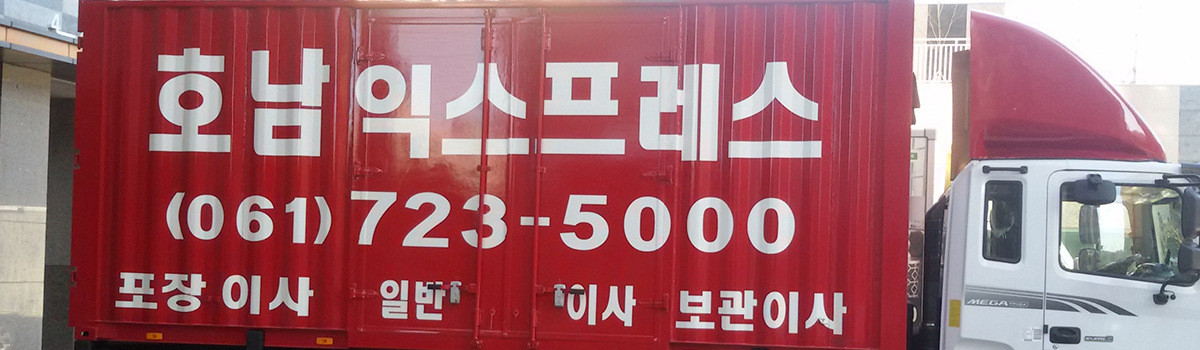 호남익스프레스
(061) 723-5000
포장 이사 일반 이사 보관이사
MEGA